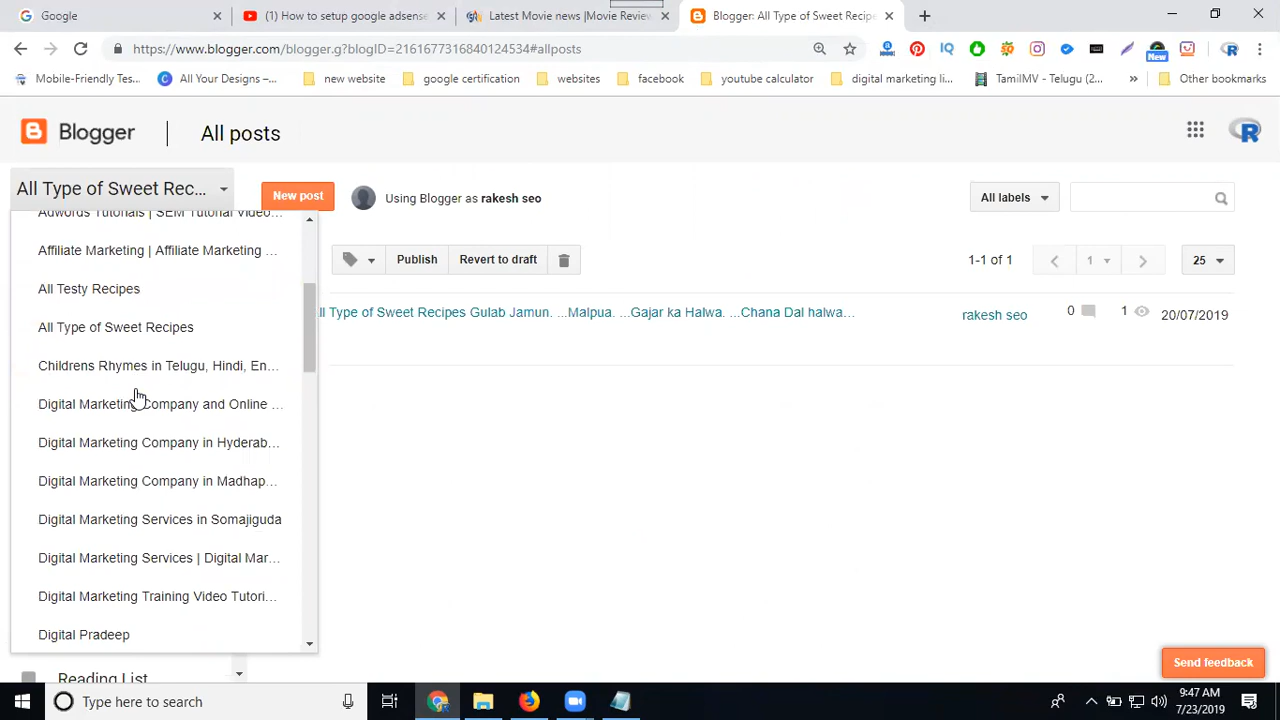 Google
(1) How to setup google adsens
Latest Movie news |Movie Review
Blogger: All Type of Sweet Recipe
https://www.blogger.com/blogger.g?blogID=2161677316840124534#allposts
New
Mobile-Friendly Tes...
All Your Designs –...
new website
google certification
websites
facebook
youtube calculator
digital marketing li...
TamilMV - Telugu (2...
»
Other bookmarks
Blogger
All posts
All Type of Sweet Rec...
New post
Using Blogger as rakesh seo
All labels
Adwords Tutorials | SEM Tutorial Video...
Affiliate Marketing | Affiliate Marketing ...
All Testy Recipes
All Type of Sweet Recipes
Childrens Rhymes in Telugu, Hindi, En...
Digital Marketing Company and Online ...
Digital Marketing Company in Hyderab...
Digital Marketing Company in Madhap...
Digital Marketing Services in Somajiguda
Digital Marketing Services | Digital Mar...
Digital Marketing Training Video Tutori...
Digital Pradeep
Reading List
Publish
Revert to draft
1-1 of 1
1
25
ll Type of Sweet Recipes Gulab Jamun. ...Malpua. ...Gajar ka Halwa. ...Chana Dal halwa...
rakesh seo
0
1
20/07/2019
Send feedback
Type here to search
9:47 AM
7/23/2019